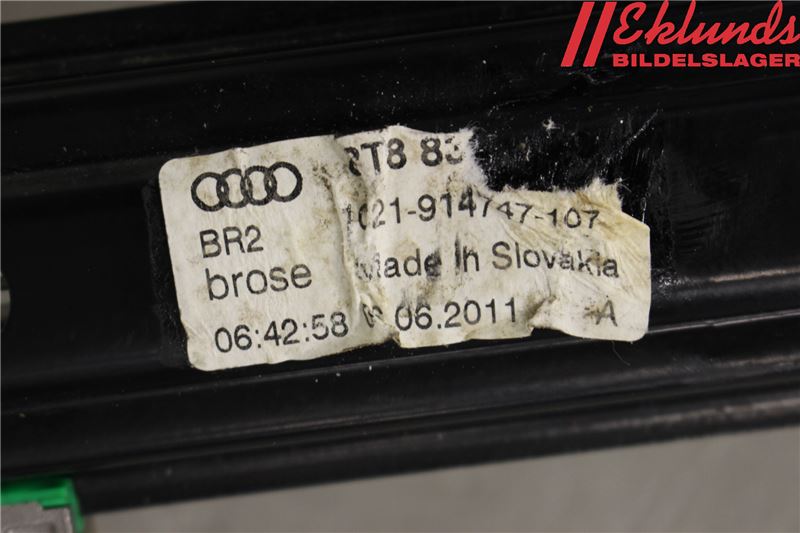 Eklunds
BILDELSLAGER
8T8 83
1021-914747-107
BR2
brose
Made In Slovakia
06:42:58
06.2011
A